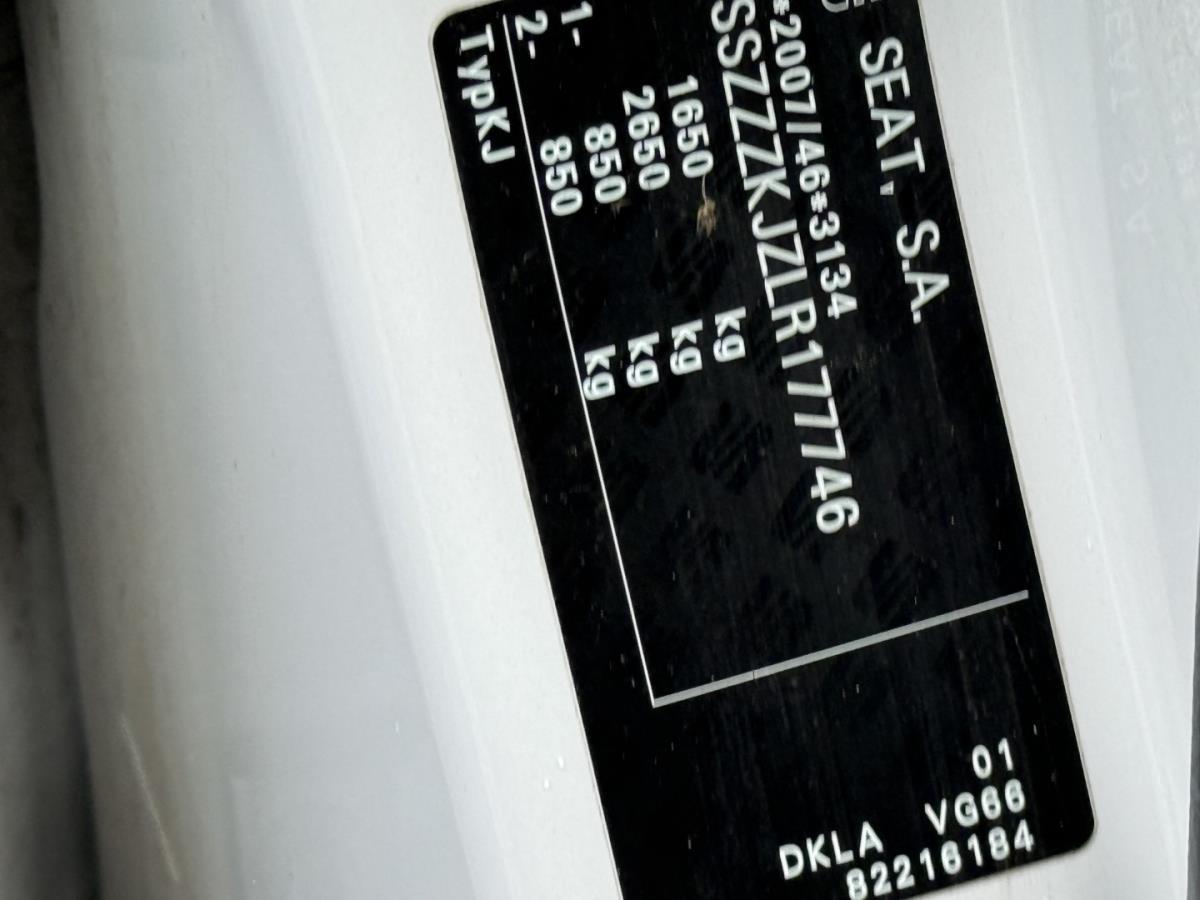 SEAT, S.A.
*2007/46*3134
SSZZZKJZLR177746
1650 kg
2650 kg
1- 850 kg
2- 850 kg
TypKJ
01
VG66
DKLA 82216184